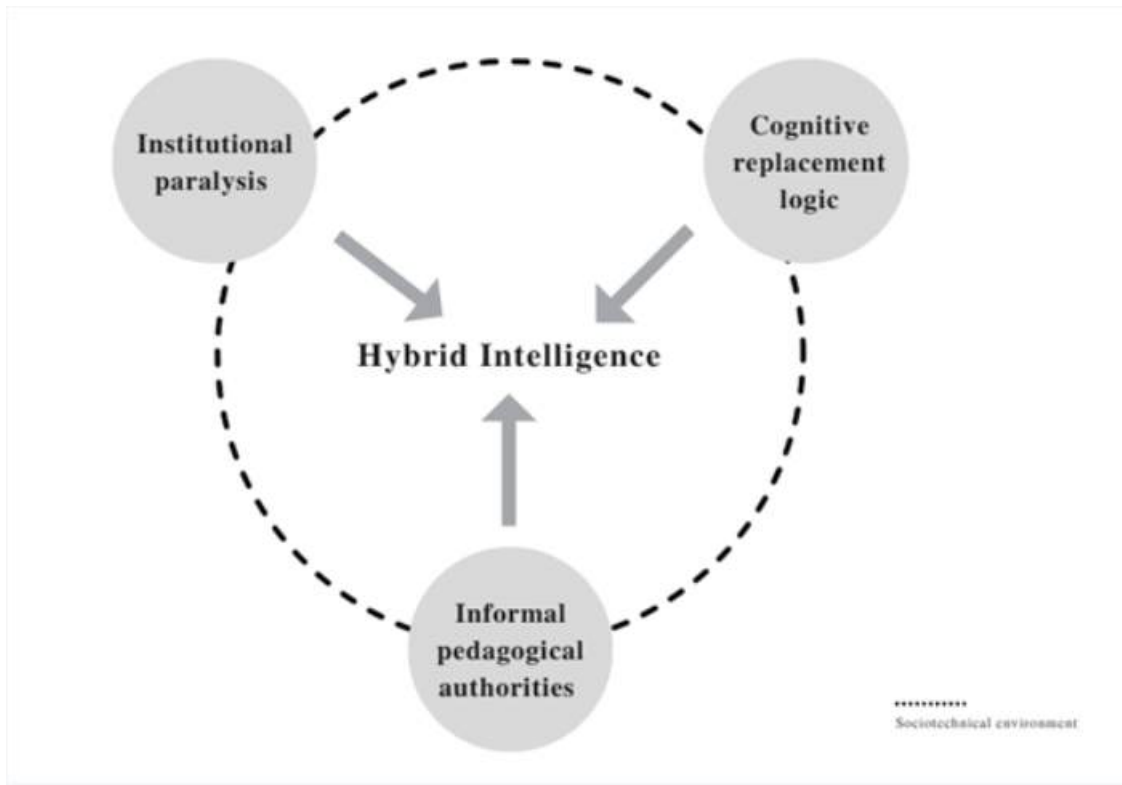 Institutional
paralysis
Cognitive
replacement
logic
Hybrid Intelligence
Informal
pedagogical
authorities
Sociotechnical environment